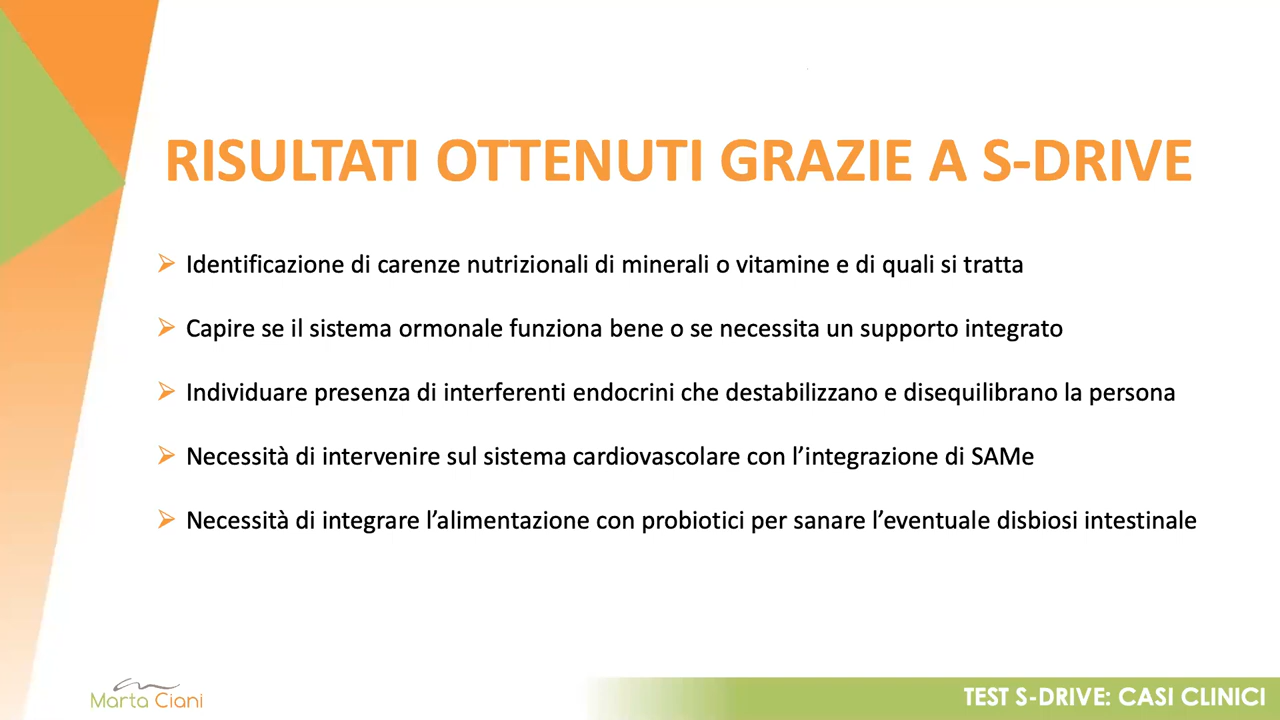 RISULTATI OTTENUTI GRAZIE A S-DRIVE
Identificazione di carenze nutrizionali di minerali o vitamine e di quali si tratta
Capire se il sistema ormonale funziona bene o se necessita un supporto integrato
Individuare presenza di interferenti endocrini che destabilizzano e disequilibrano la persona
Necessità di intervenire sul sistema cardiovascolare con l’integrazione di SAMe
Necessità di integrare l’alimentazione con probiotici per sanare l’eventuale disbiosi intestinale
Marta Ciani
TEST S-DRIVE: CASI CLINICI